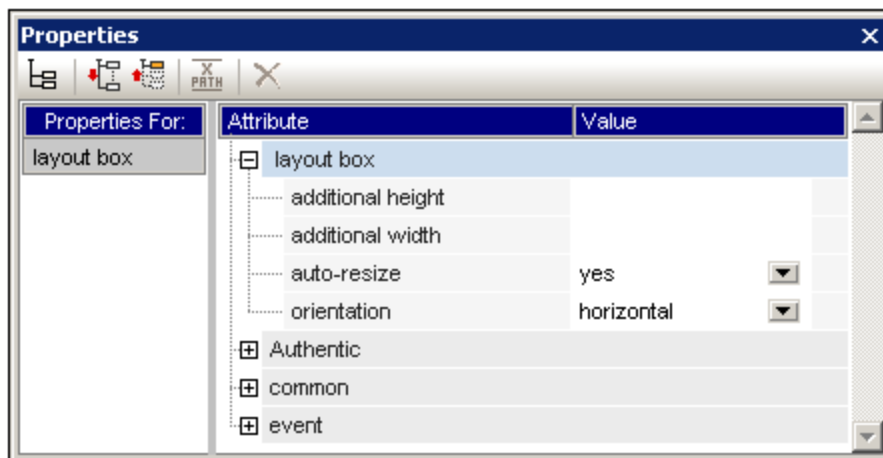 Properties
X
PATH
Properties For:
Attribute Value
layout box
layout box
additional height
additional width
auto-resize yes
orientation horizontal
Authentic
common
event